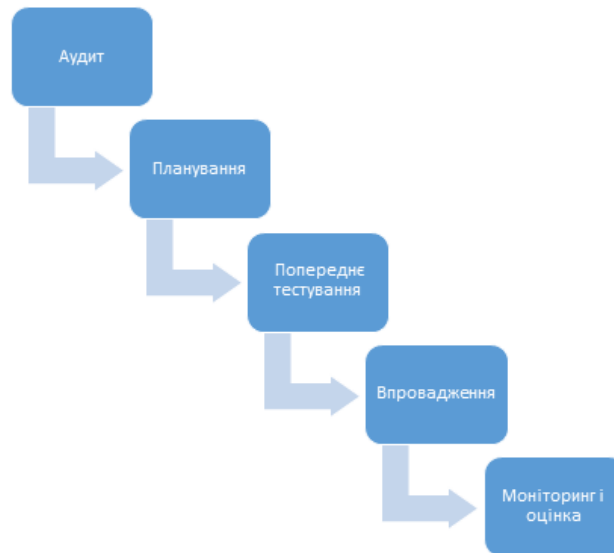 Аудит
Планування
Попереднє
тестування
Впровадження
Моніторинг і
оцінка